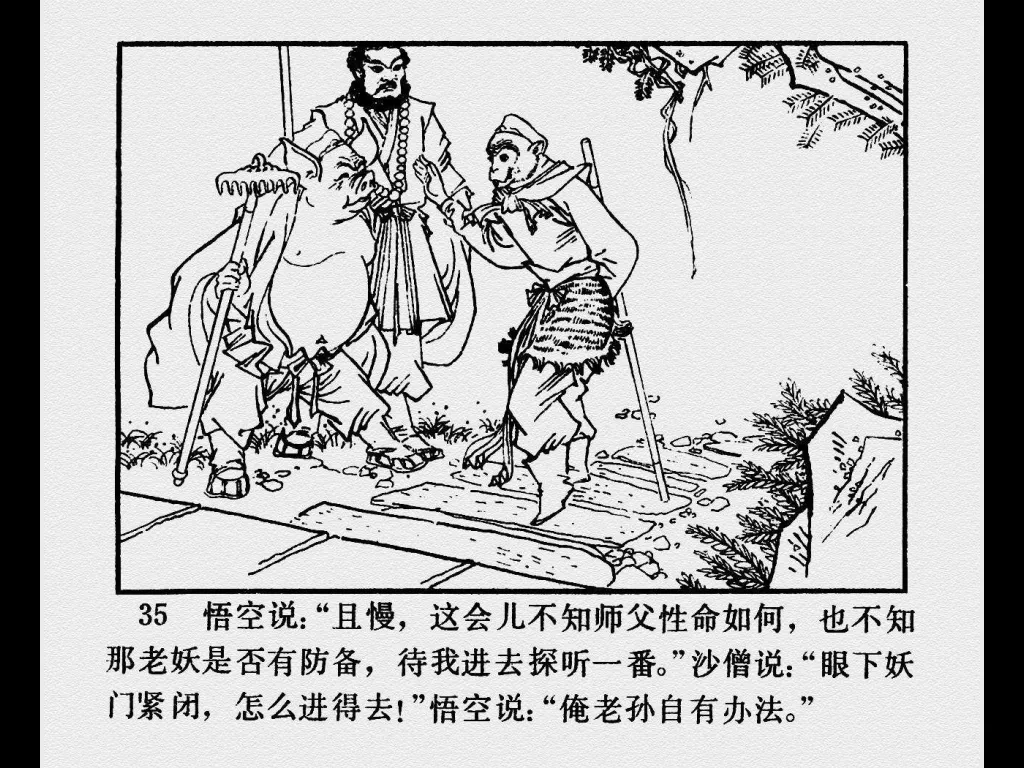 35 悟空说：“且慢，这会儿不知师父性命如何，也不知
那老妖是否有防备，待我进去探听一番。”沙僧说：“眼下妖
门紧闭，怎么进得去！”悟空说：“俺老孙自有办法。”